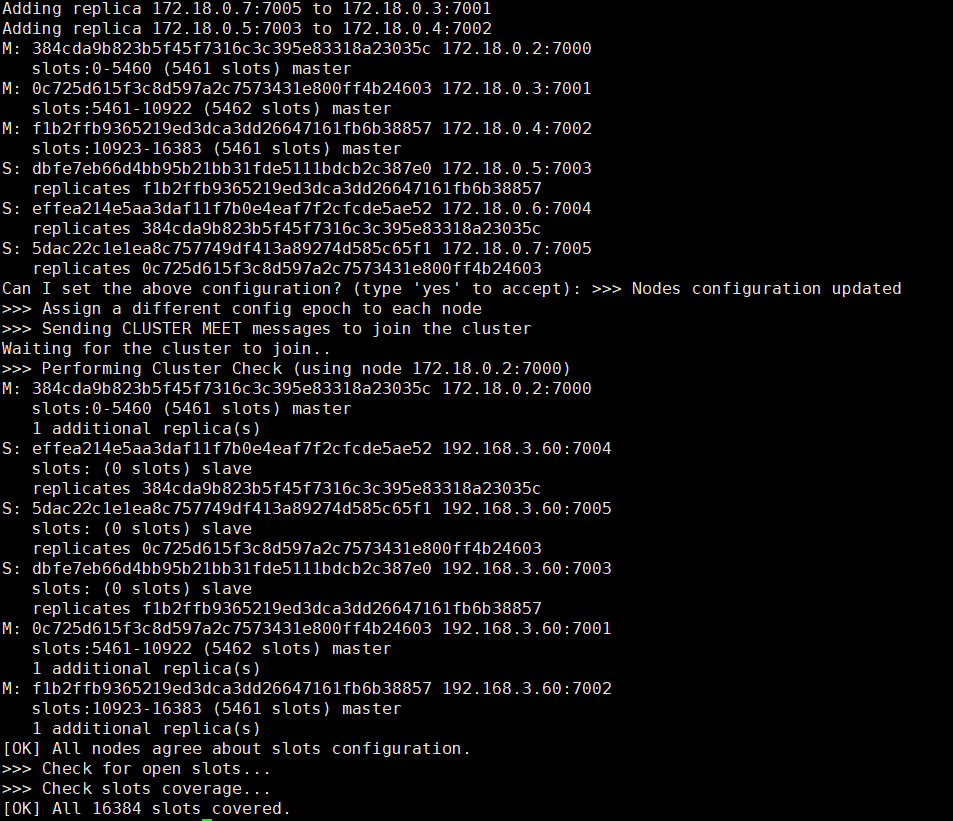 Adding replica 172.18.0.7:7005 to 172.18.0.3:7001
Adding replica 172.18.0.5:7003 to 172.18.0.4:7002
M: 384cda9b823b5f45f7316c3c395e83318a23035c 172.18.0.2:7000
   slots:0-5460 (5461 slots) master
M: 0c725d615f3c8d597a2c7573431e800ff4b24603 172.18.0.3:7001
   slots:5461-10922 (5462 slots) master
M: f1b2ffb9365219ed3dca3dd26647161fb6b38857 172.18.0.4:7002
   slots:10923-16383 (5461 slots) master
S: dbfe7eb66d4bb95b21bb31fde5111bdcb2c387e0 172.18.0.5:7003
   replicates f1b2ffb9365219ed3dca3dd26647161fb6b38857
S: effea214e5aa3daf11f7b0e4eaf7f2cfcde5ae52 172.18.0.6:7004
   replicates 384cda9b823b5f45f7316c3c395e83318a23035c
S: 5dac22c1e1ea8c757749df413a89274d585c65f1 172.18.0.7:7005
   replicates 0c725d615f3c8d597a2c7573431e800ff4b24603
Can I set the above configuration? (type 'yes' to accept): >>> Nodes configuration updated
>>> Assign a different config epoch to each node
>>> Sending CLUSTER MEET messages to join the cluster
Waiting for the cluster to join..
>>> Performing Cluster Check (using node 172.18.0.2:7000)
M: 384cda9b823b5f45f7316c3c395e83318a23035c 172.18.0.2:7000
   slots:0-5460 (5461 slots) master
   1 additional replica(s)
S: effea214e5aa3daf11f7b0e4eaf7f2cfcde5ae52 192.168.3.60:7004
   slots: (0 slots) slave
   replicates 384cda9b823b5f45f7316c3c395e83318a23035c
S: 5dac22c1e1ea8c757749df413a89274d585c65f1 192.168.3.60:7005
   slots: (0 slots) slave
   replicates 0c725d615f3c8d597a2c7573431e800ff4b24603
S: dbfe7eb66d4bb95b21bb31fde5111bdcb2c387e0 192.168.3.60:7003
   slots: (0 slots) slave
   replicates f1b2ffb9365219ed3dca3dd26647161fb6b38857
M: 0c725d615f3c8d597a2c7573431e800ff4b24603 192.168.3.60:7001
   slots:5461-10922 (5462 slots) master
   1 additional replica(s)
M: f1b2ffb9365219ed3dca3dd26647161fb6b38857 192.168.3.60:7002
   slots:10923-16383 (5461 slots) master
   1 additional replica(s)
[OK] All nodes agree about slots configuration.
>>> Check for open slots...
>>> Check slots coverage...
[OK] All 16384 slots covered.